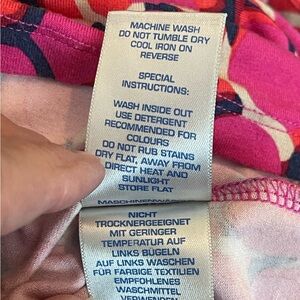 MACHINE WASH
DO NOT TUMBLE DRY
COOL IRON ON
REVERSE
SPECIAL
INSTRUCTIONS:
WASH INSIDE OUT
USE DETERGENT
RECOMMENDED FOR
COLOURS
DO NOT RUB STAINS
DRY FLAT, AWAY FROM
DIRECT HEAT AND
SUNLIGHT
STORE FLAT
NICHT
TROCKNERGEEIGNET
MIT GERINGER
TEMPERATUR AUF
LINKS BÜGELN
AUF LINKS WASCHEN
FÜR FARBIGE TEXTILIEN
EMPFOHLENES
WASCHMITTEL
VERWENDEN